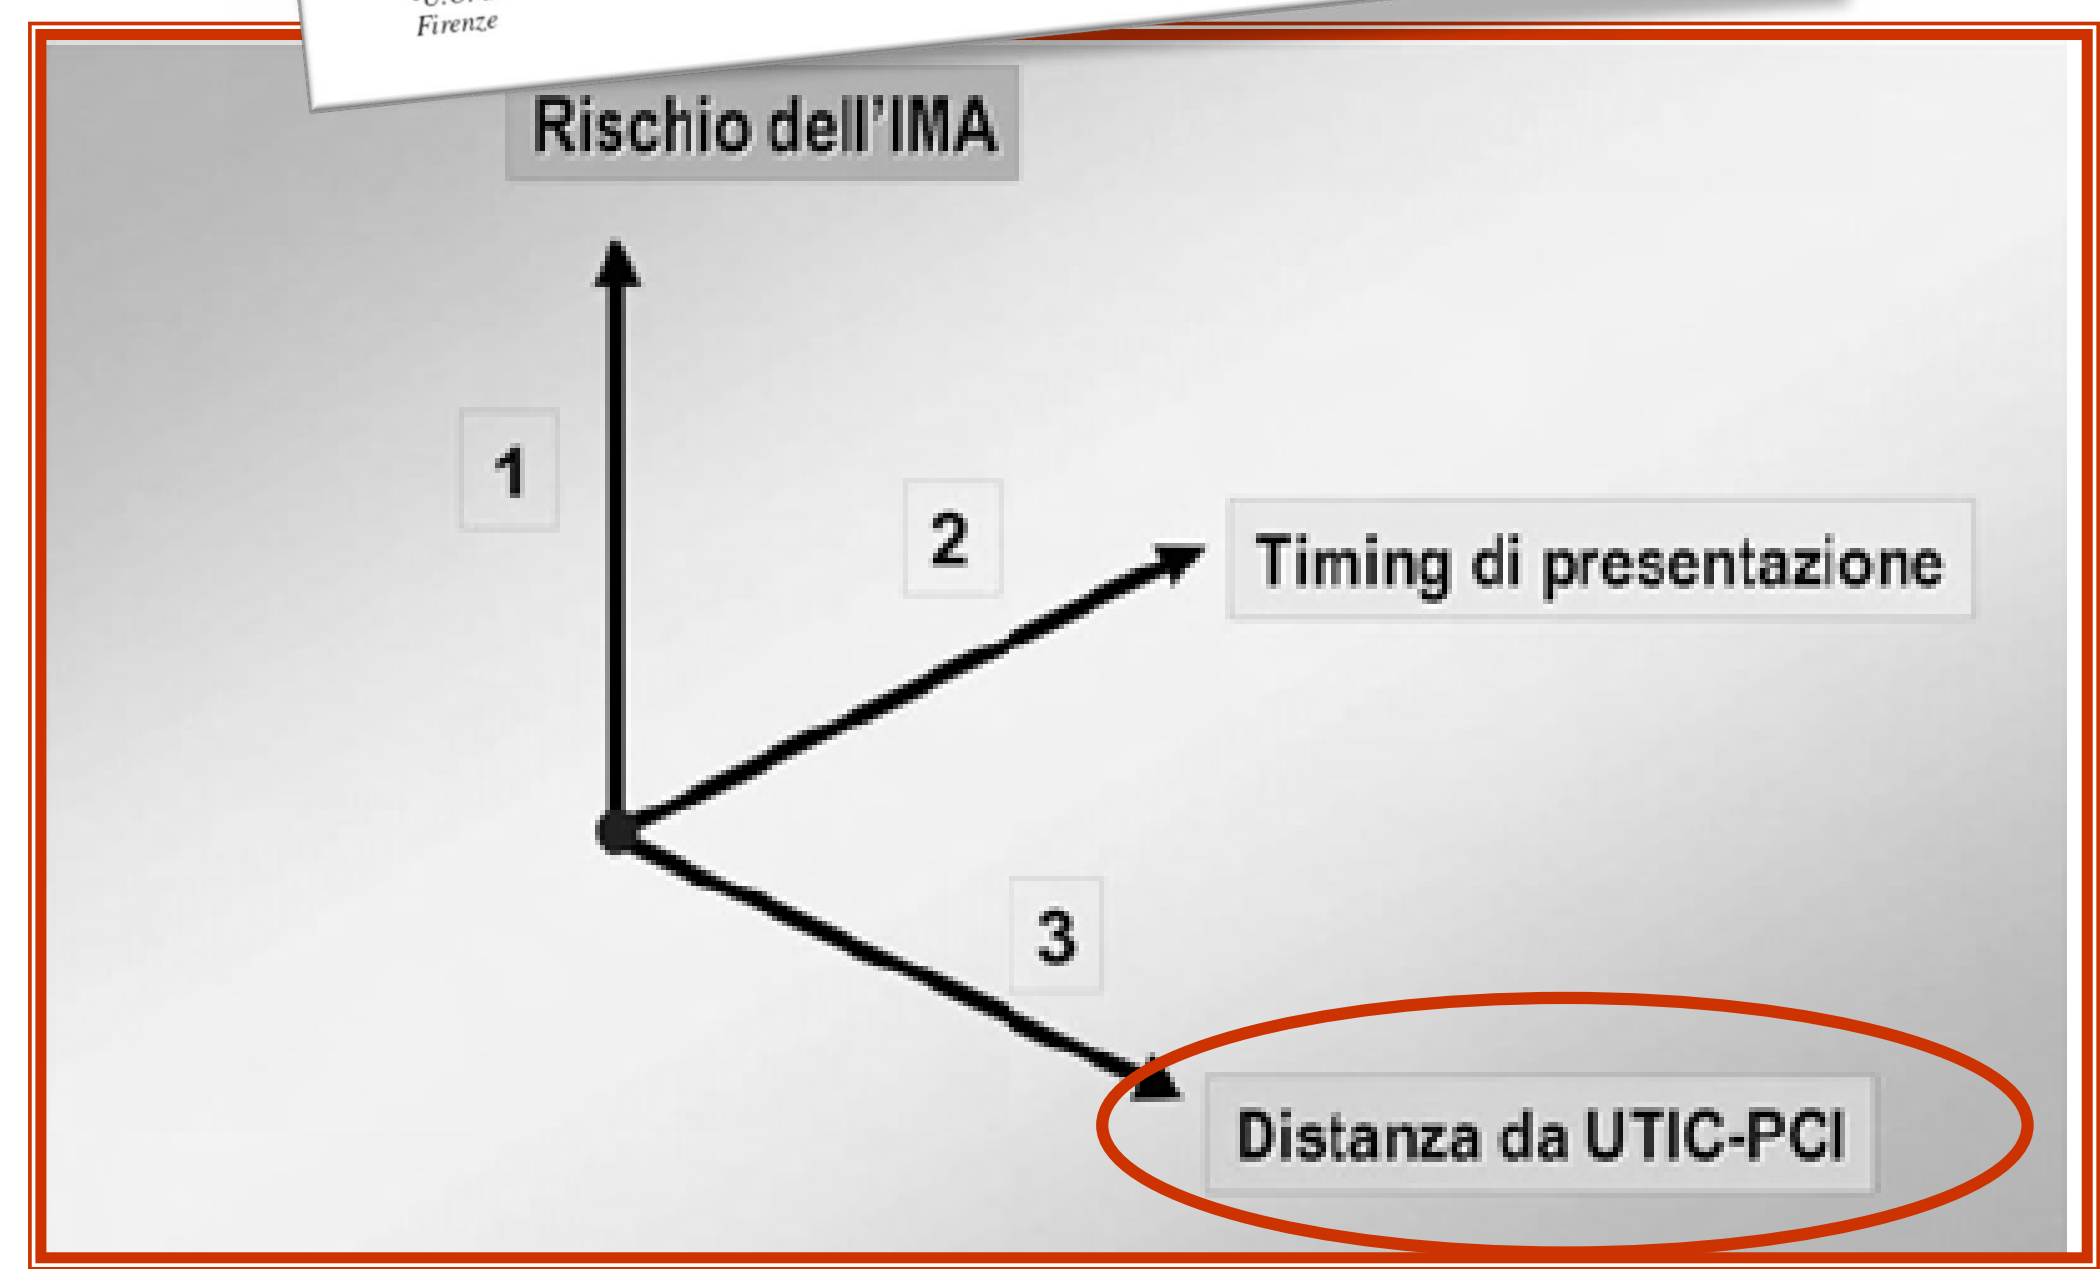 Firenze
Rischio dell’IMA
1
2
Timing di presentazione
3
Distanza da UTIC-PCI